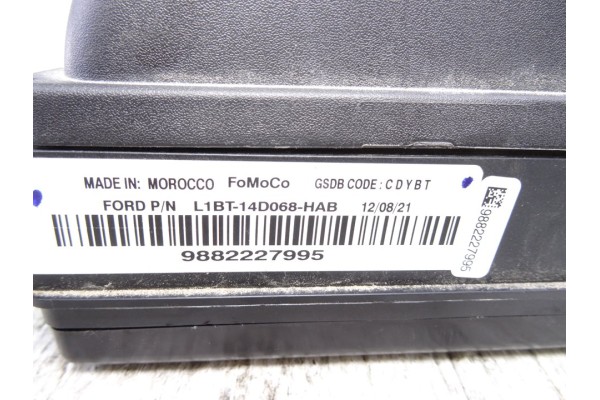 MADE IN: MOROCCO FoMoCo GSDB CODE: CDYBT
FORD P/N L1BT-14D068-HAB 12/08/21
9882227995
9882227995